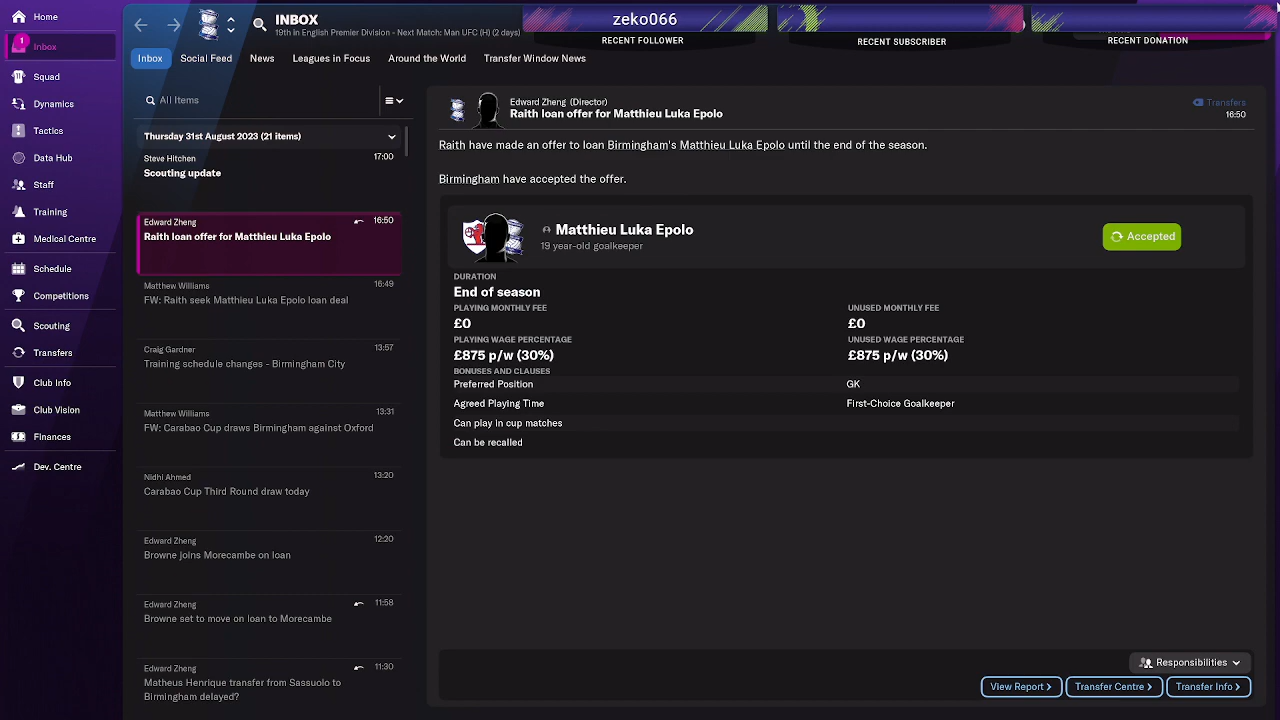 Home
1
Inbox
Squad
Dynamics
Tactics
Data Hub
Staff
Training
Medical Centre
Schedule
Competitions
Scouting
Transfers
Club Info
Club Vision
Finances
Dev. Centre
INBOX
19th in English Premier Division - Next Match: Man UFC (H) (2 days)
zeko066
RECENT FOLLOWER
RECENT SUBSCRIBER
RECENT DONATION
Inbox
Social Feed
News
Leagues in Focus
Around the World
Transfer Window News
All Items
Thursday 31st August 2023 (21 items)
Steve Hitchen
17:00
Scouting update
Edward Zheng
16:50
Raith loan offer for Matthieu Luka Epolo
Matthew Williams
16:49
FW: Raith seek Matthieu Luka Epolo loan deal
Craig Gardner
13:57
Training schedule changes - Birmingham City
Matthew Williams
13:31
FW: Carabao Cup draws Birmingham against Oxford
Nidhi Ahmed
13:20
Carabao Cup Third Round draw today
Edward Zheng
12:20
Browne joins Morecambe on loan
Edward Zheng
11:58
Browne set to move on loan to Morecambe
Edward Zheng
11:30
Matheus Henrique transfer from Sassuolo to
Birmingham delayed?
Edward Zheng (Director)
Raith loan offer for Matthieu Luka Epolo
Transfers
16:50
Raith have made an offer to loan Birmingham's Matthieu Luka Epolo until the end of the season.
Birmingham have accepted the offer.
Matthieu Luka Epolo
19 year-old goalkeeper
Accepted
DURATION
End of season
PLAYING MONTHLY FEE
UNUSED MONTHLY FEE
£0
£0
PLAYING WAGE PERCENTAGE
UNUSED WAGE PERCENTAGE
£875 p/w (30%)
£875 p/w (30%)
BONUSES AND CLAUSES
Preferred Position
GK
Agreed Playing Time
First-Choice Goalkeeper
Can play in cup matches
Can be recalled
Responsibilities
View Report
Transfer Centre
Transfer Info